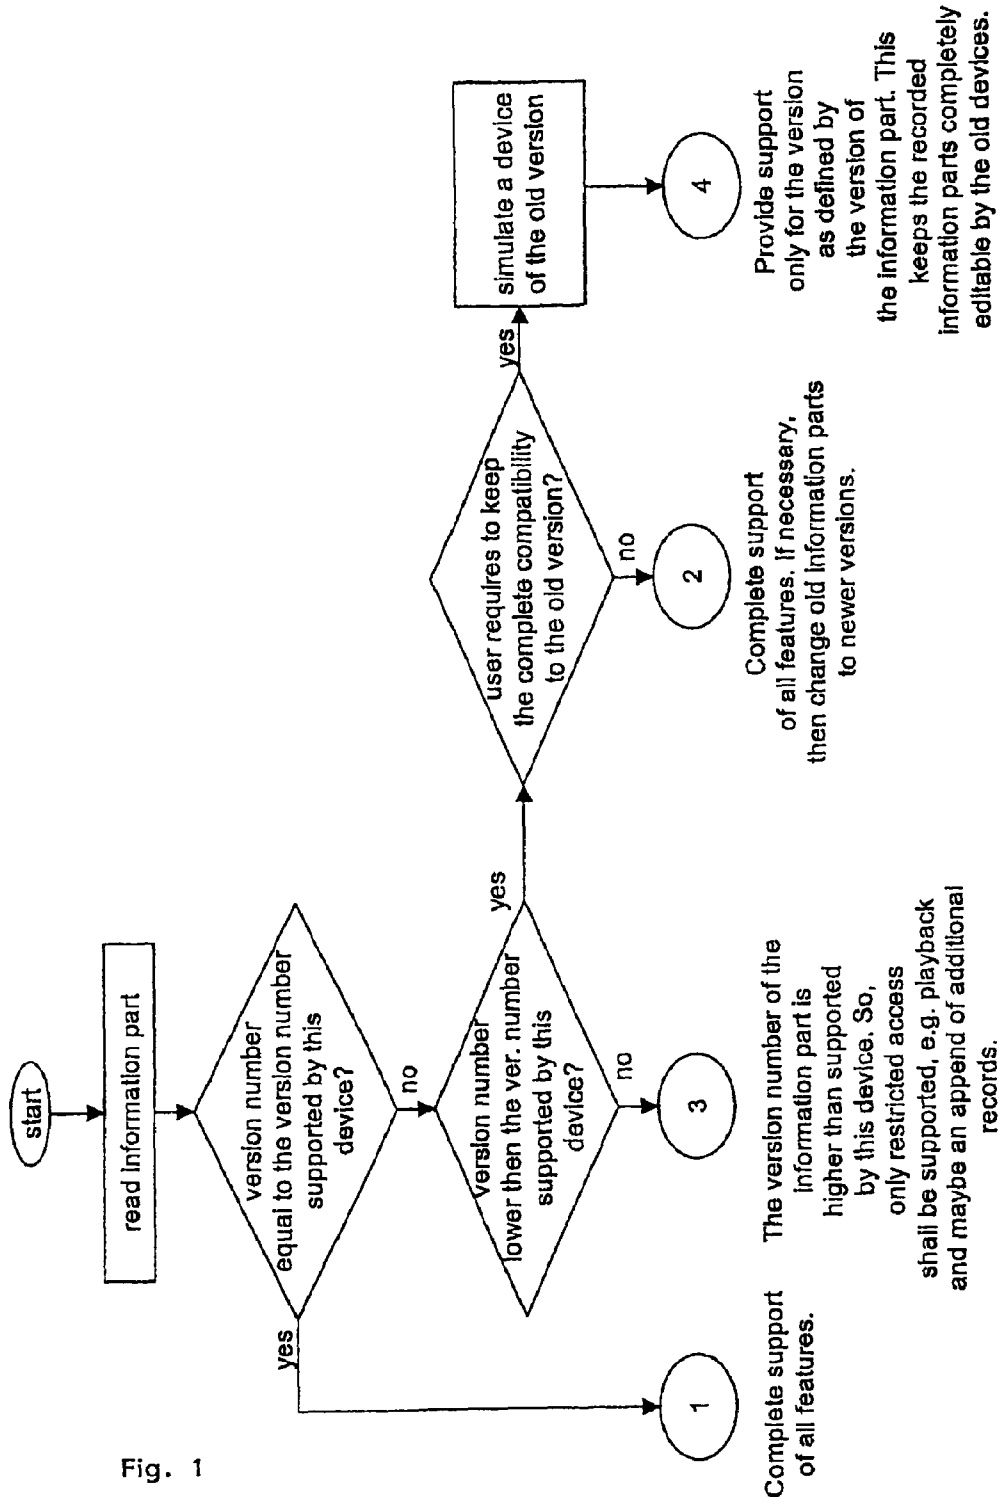 start
read Information part
version number
equal to the version number
supported by this
device?
yes
no
version number
lower then the ver. number
supported by this
device?
yes
no
user requires to keep
the complete compatibility
to the old version?
yes
no
simulate a device
of the old version
1
Complete support
of all features.
3
The version number of the
Information part is
higher than supported
by this device. So,
only restricted access
shall be supported, e.g. playback
and maybe an append of additional
records.
2
Complete support
of all features. If necessary,
then change old Information parts
to newer versions.
4
Provide support
only for the version
as defined by
the version of
the information part. This
keeps the recorded
information parts completely
editable by the old devices.
Fig. 1